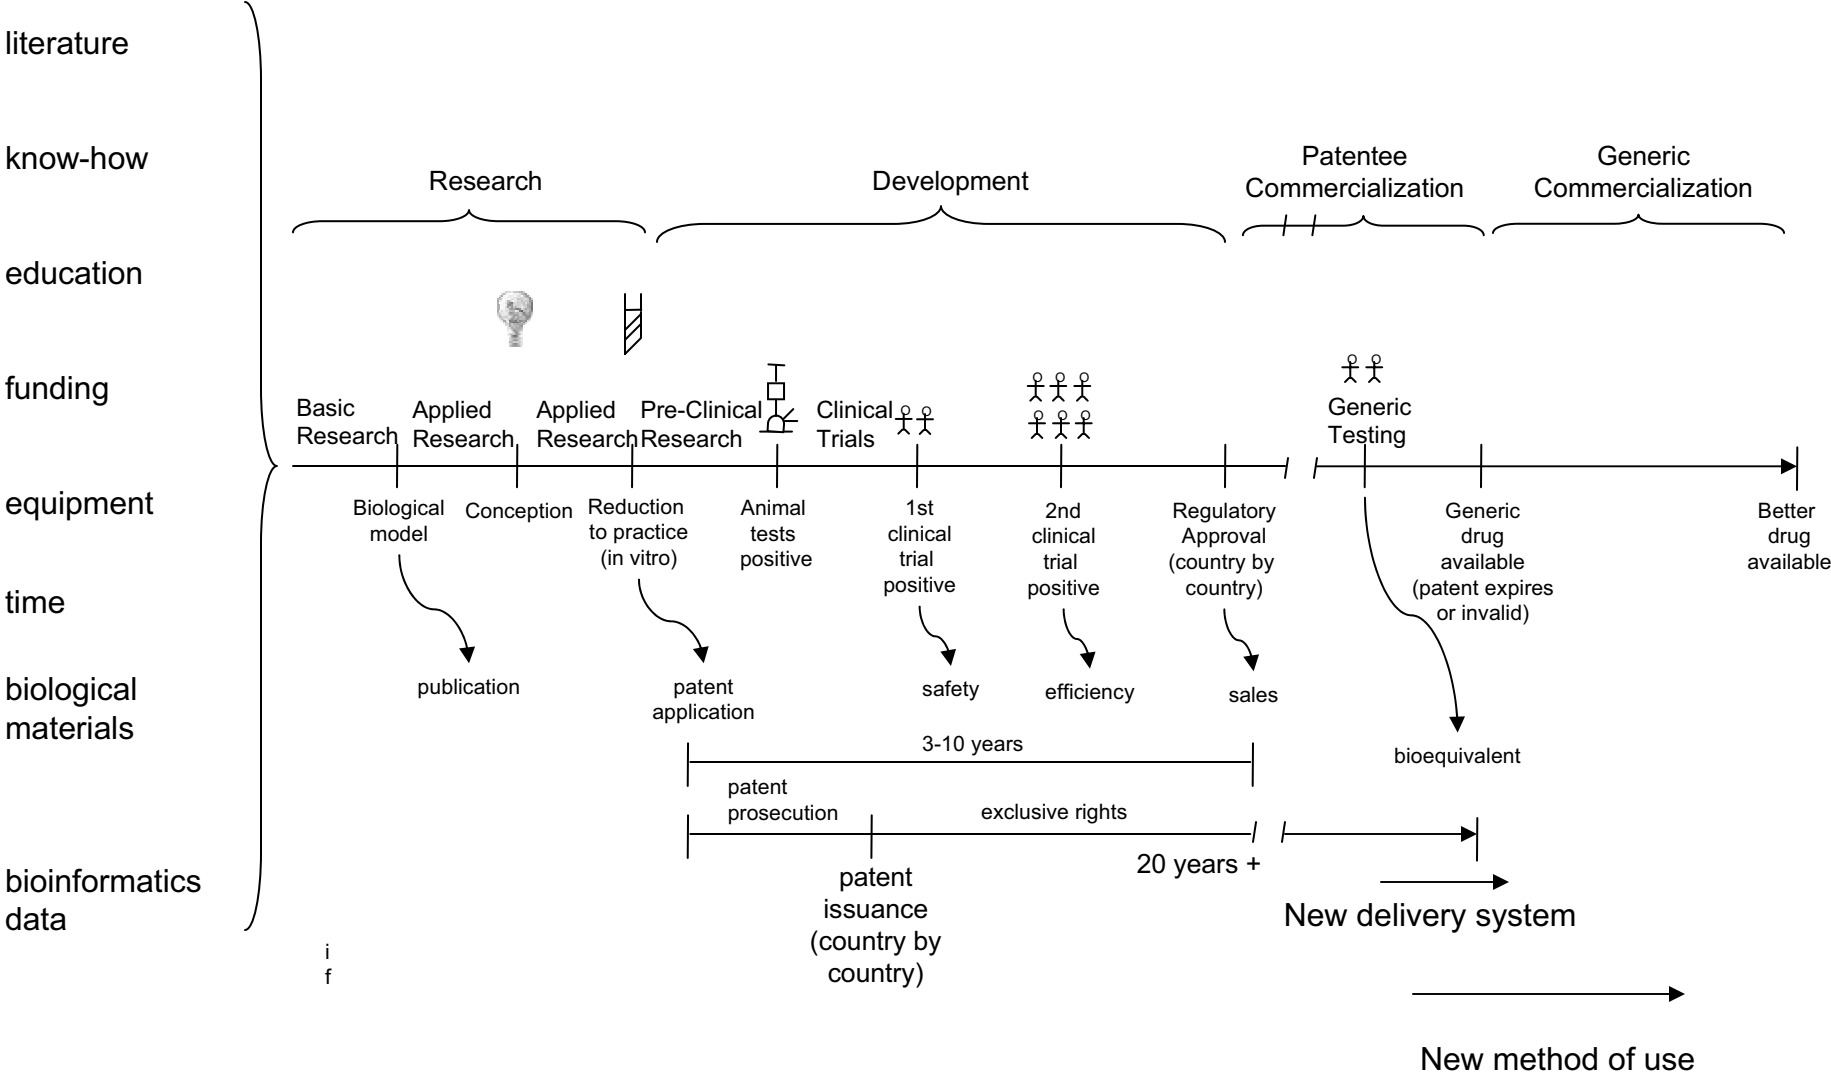 literature
know-how
education
funding
equipment
time
biological
materials
bioinformatics
data
Research
Development
Patentee
Commercialization
Generic
Commercialization
Basic
Research
Applied
Research
Applied
Research
Pre-Clinical
Research
Clinical
Trials
Generic
Testing
Biological
model
Conception
Reduction
to practice
(in vitro)
Animal
tests
positive
1st
clinical
trial
positive
2nd
clinical
trial
positive
Regulatory
Approval
(country by
country)
Generic
drug
available
(patent expires
or invalid)
Better
drug
available
publication
patent
application
safety
efficiency
sales
bioequivalent
3-10 years
patent
prosecution
exclusive rights
20 years +
patent
issuance
(country by
country)
New delivery system
New method of use
i
f